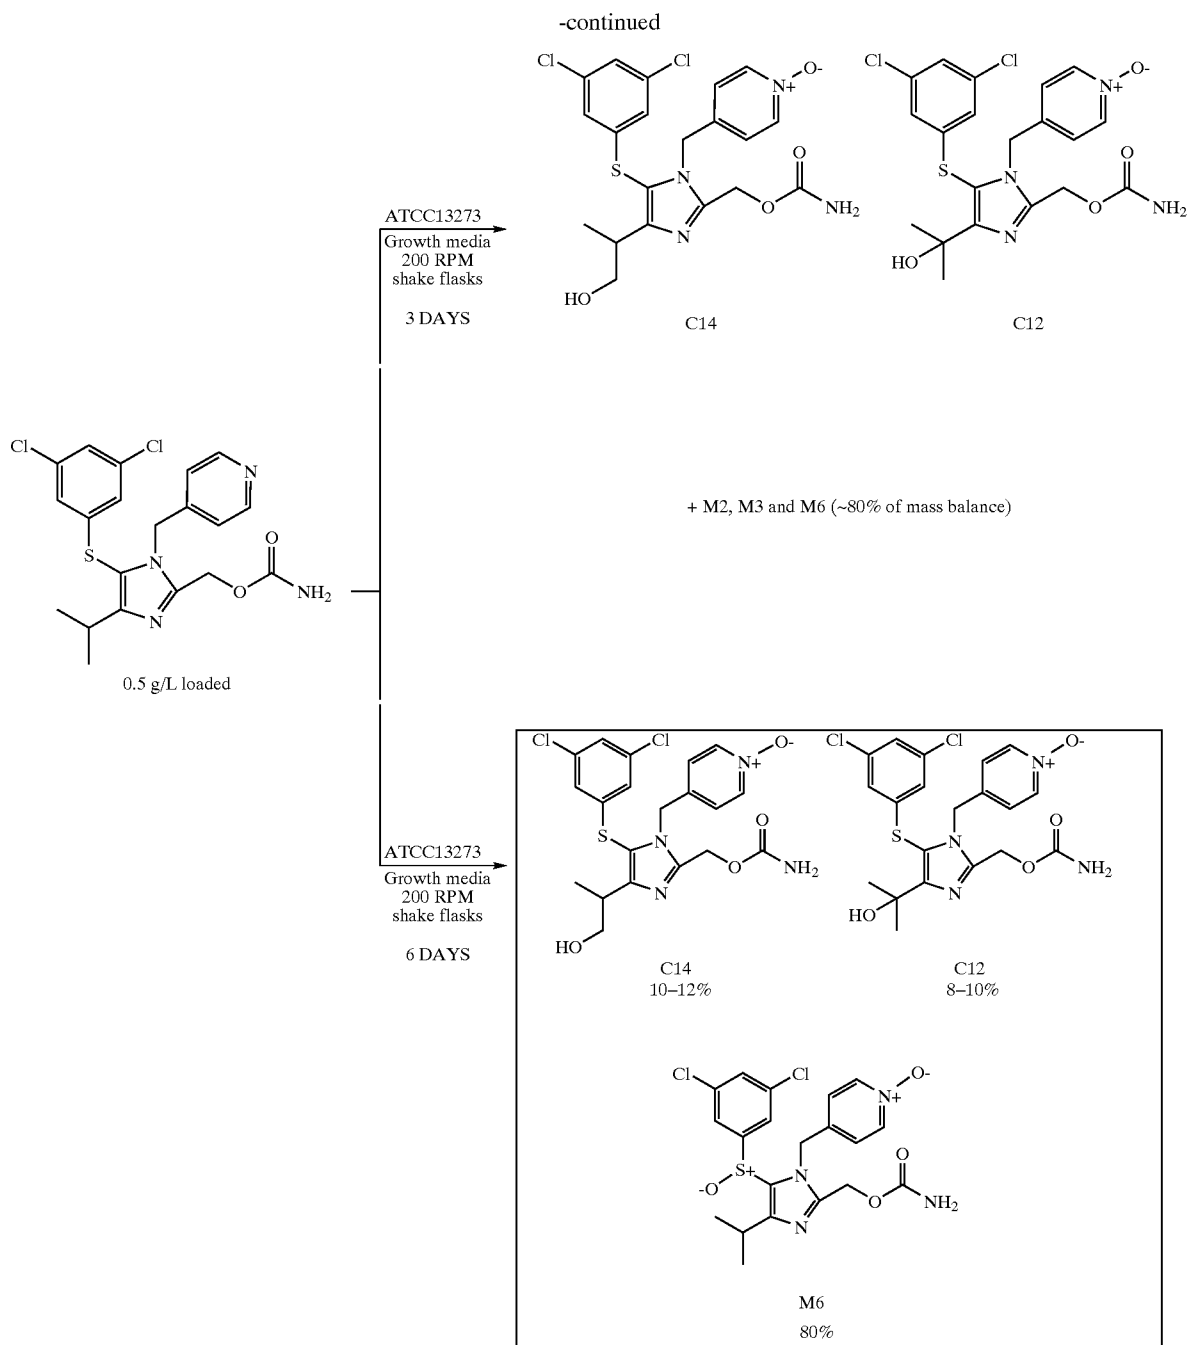 -continued
Cl Cl N+ O-
S N O
O NH2
N
HO
C14
Cl Cl N+ O-
S N O
O NH2
N
HO
C12
ATCC13273
Growth media
200 RPM
shake flasks
3 DAYS
Cl Cl N
S N O
O NH2
N
0.5 g/L loaded
+ M2, M3 and M6 (~80% of mass balance)
ATCC13273
Growth media
200 RPM
shake flasks
6 DAYS
Cl Cl N+ O-
S N O
O NH2
N
HO
C14
10–12%
Cl Cl N+ O-
S N O
O NH2
N
HO
C12
8–10%
Cl Cl N+ O-
S+ N O
-O O NH2
N
M6
80%